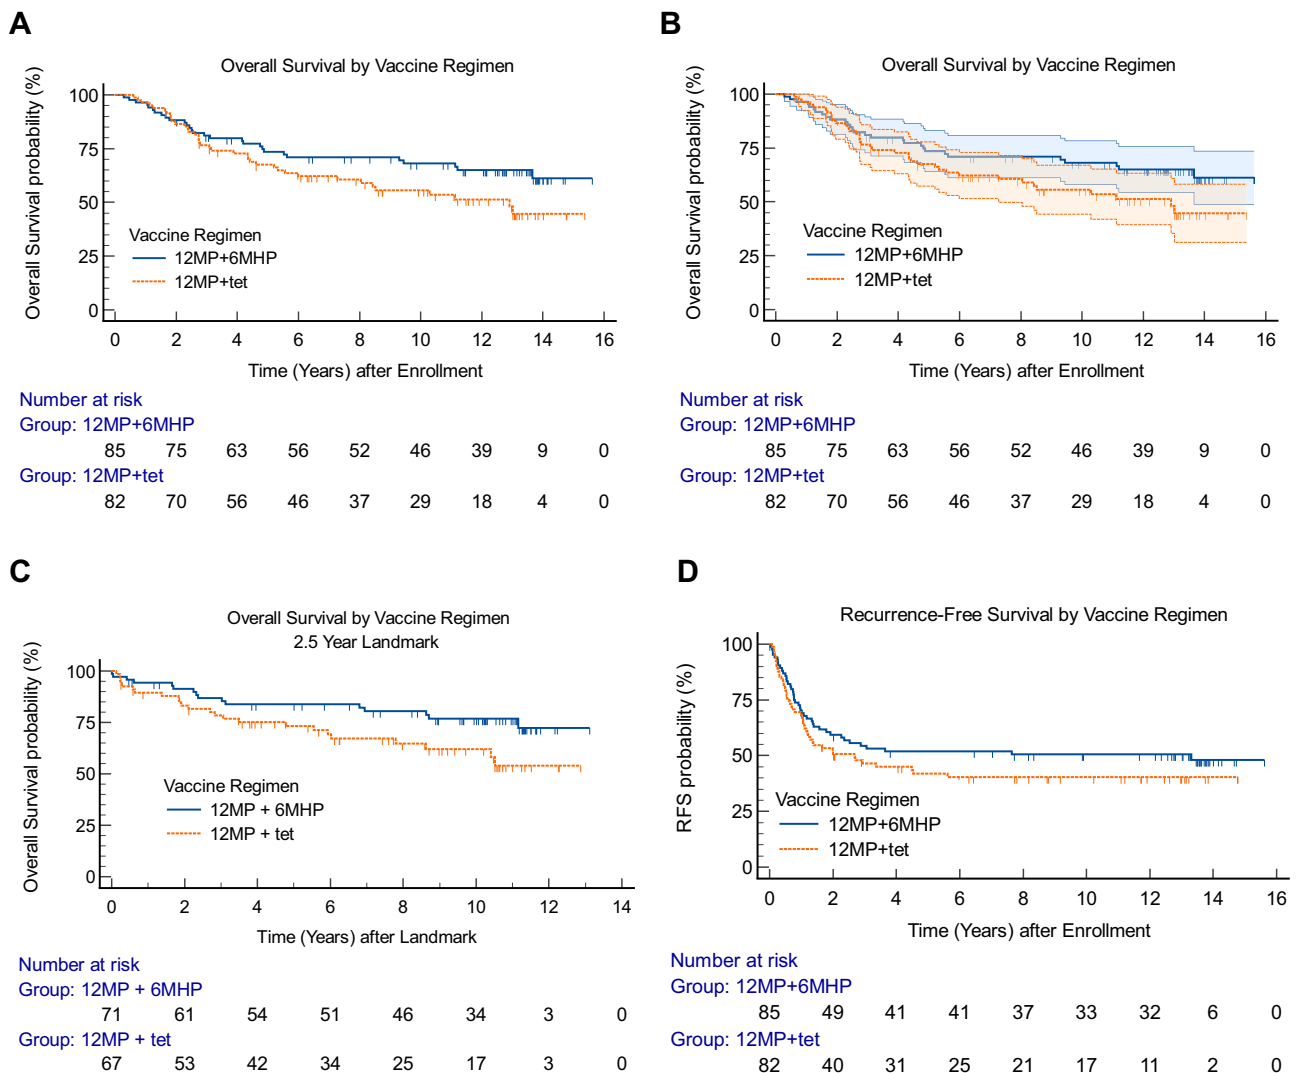 A
Overall Survival by Vaccine Regimen
Overall Survival probability (%)
100
75
50
25
0
Vaccine Regimen
12MP+6MHP
12MP+tet
0 2 4 6 8 10 12 14 16
Time (Years) after Enrollment
Number at risk
Group: 12MP+6MHP
85 75 63 56 52 46 39 9 0
Group: 12MP+tet
82 70 56 46 37 29 18 4 0
B
Overall Survival by Vaccine Regimen
Overall Survival probability (%)
100
75
50
25
0
Vaccine Regimen
12MP+6MHP
12MP+tet
0 2 4 6 8 10 12 14 16
Time (Years) after Enrollment
Number at risk
Group: 12MP+6MHP
85 75 63 56 52 46 39 9 0
Group: 12MP+tet
82 70 56 46 37 29 18 4 0
C
Overall Survival by Vaccine Regimen
2.5 Year Landmark
Overall Survival probability (%)
100
75
50
25
0
Vaccine Regimen
12MP + 6MHP
12MP + tet
0 2 4 6 8 10 12 14
Time (Years) after Landmark
Number at risk
Group: 12MP + 6MHP
71 61 54 51 46 34 3 0
Group: 12MP + tet
67 53 42 34 25 17 3 0
D
Recurrence-Free Survival by Vaccine Regimen
RFS probability (%)
100
75
50
25
0
Vaccine Regimen
12MP+6MHP
12MP+tet
0 2 4 6 8 10 12 14 16
Time (Years) after Enrollment
Number at risk
Group: 12MP+6MHP
85 49 41 41 37 33 32 6 0
Group: 12MP+tet
82 40 31 25 21 17 11 2 0